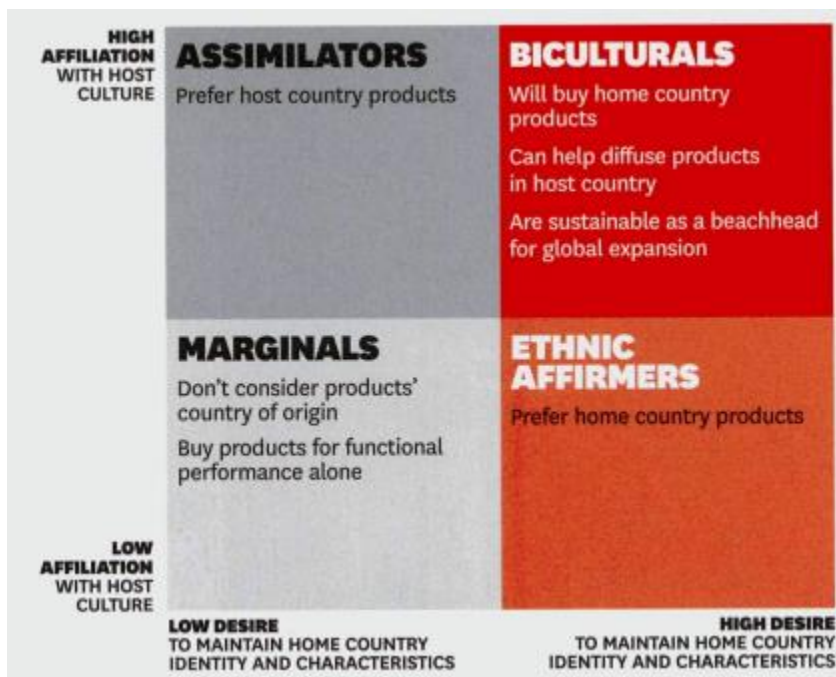 HIGH
AFFILIATION
WITH HOST
CULTURE
ASSIMILATORS
Prefer host country products
BICULTURALS
Will buy home country
products
Can help diffuse products
in host country
Are sustainable as a beachhead
for global expansion
MARGINALS
Don't consider products'
country of origin
Buy products for functional
performance alone
ETHNIC
AFFIRMERS
Prefer home country products
LOW
AFFILIATION
WITH HOST
CULTURE
LOW DESIRE
TO MAINTAIN HOME COUNTRY
IDENTITY AND CHARACTERISTICS
HIGH DESIRE
TO MAINTAIN HOME COUNTRY
IDENTITY AND CHARACTERISTICS